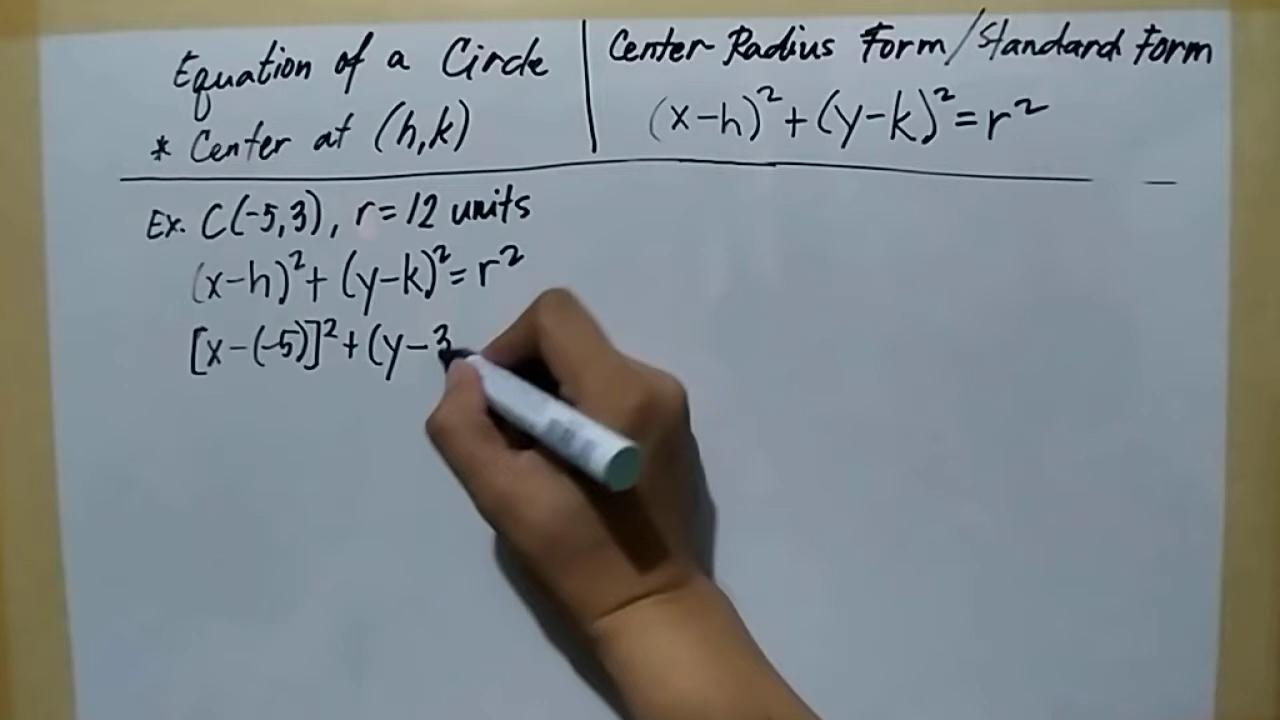 Equation of a Circle
* Center at (h,k)
Center-Radius Form/Standard Form
(x-h)²+(y-k)²=r²
Ex. C(-5,3), r=12 units
(x-h)²+(y-k)²=r²
[x-(-5)]²+(y-3